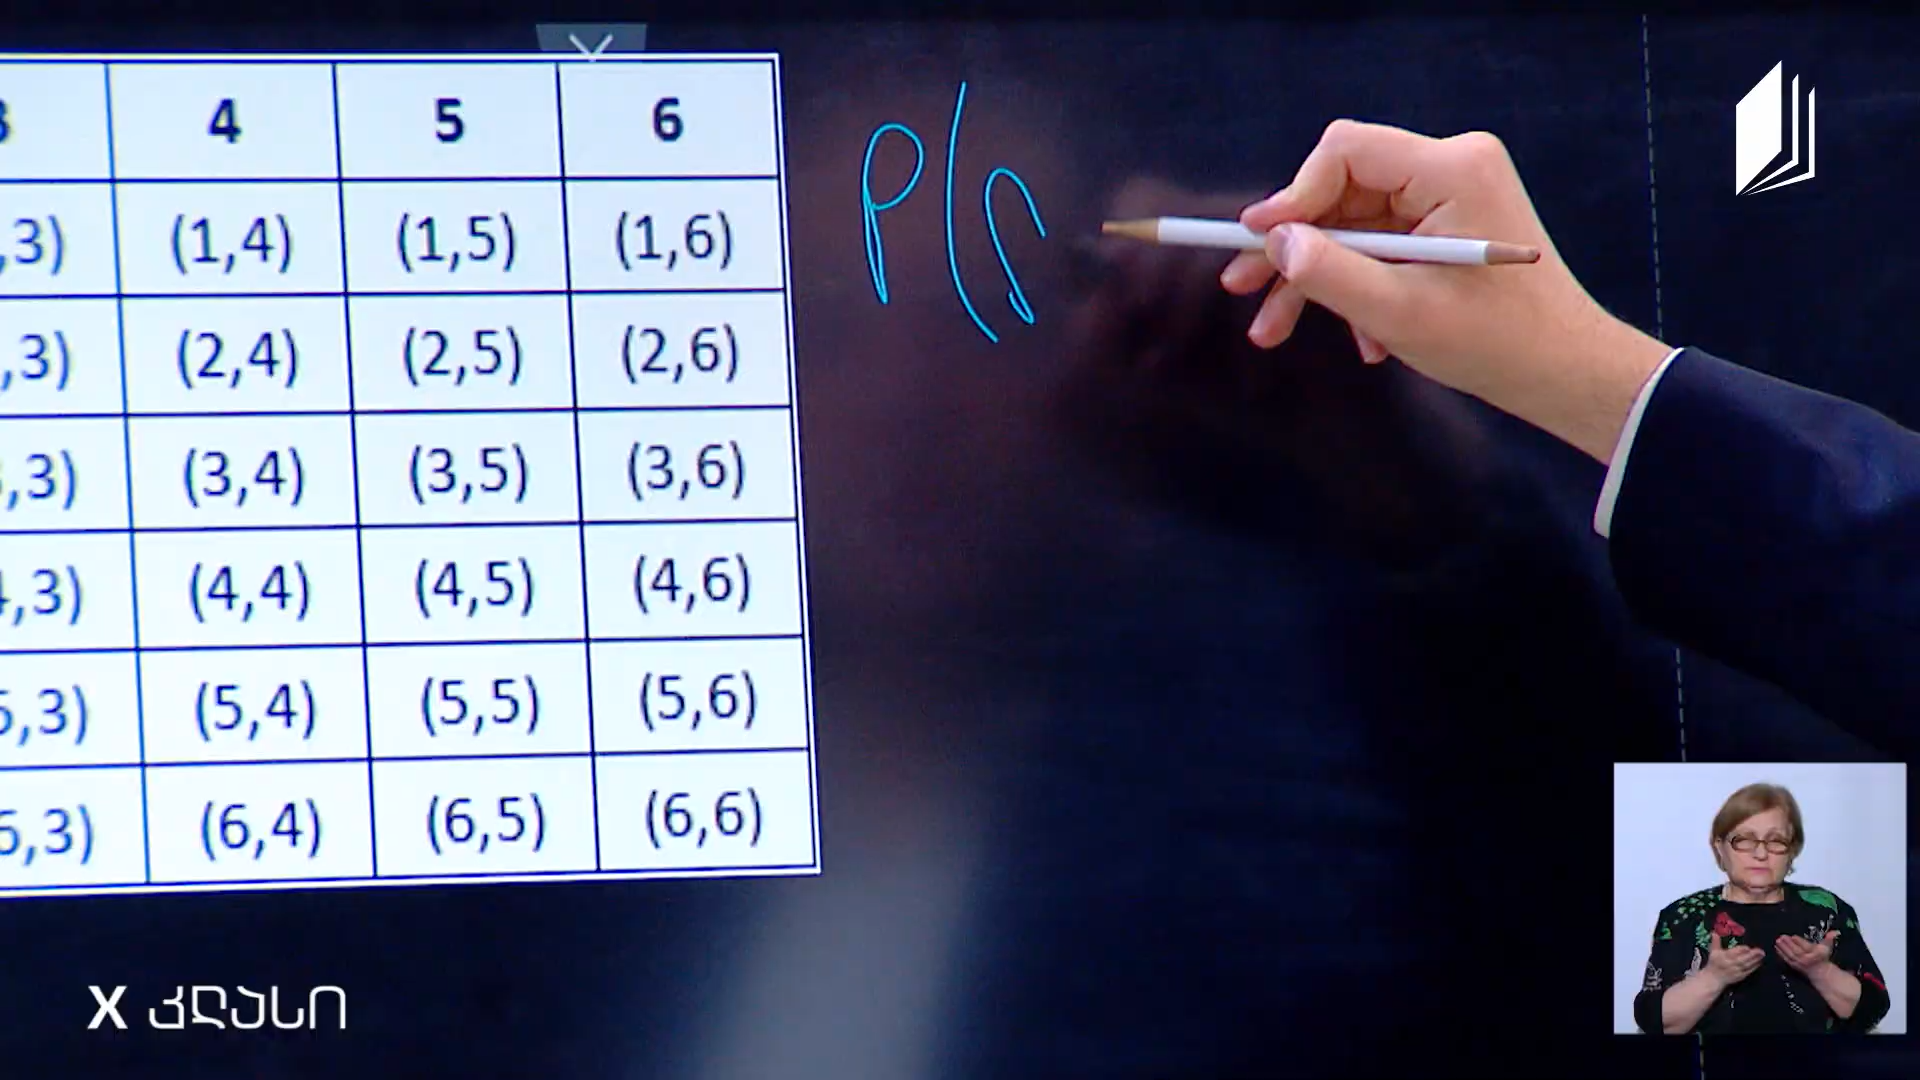 4 5 6
,3) (1,4) (1,5) (1,6)
,3) (2,4) (2,5) (2,6)
,3) (3,4) (3,5) (3,6)
,3) (4,4) (4,5) (4,6)
5,3) (5,4) (5,5) (5,6)
6,3) (6,4) (6,5) (6,6)
P(
X კლასი